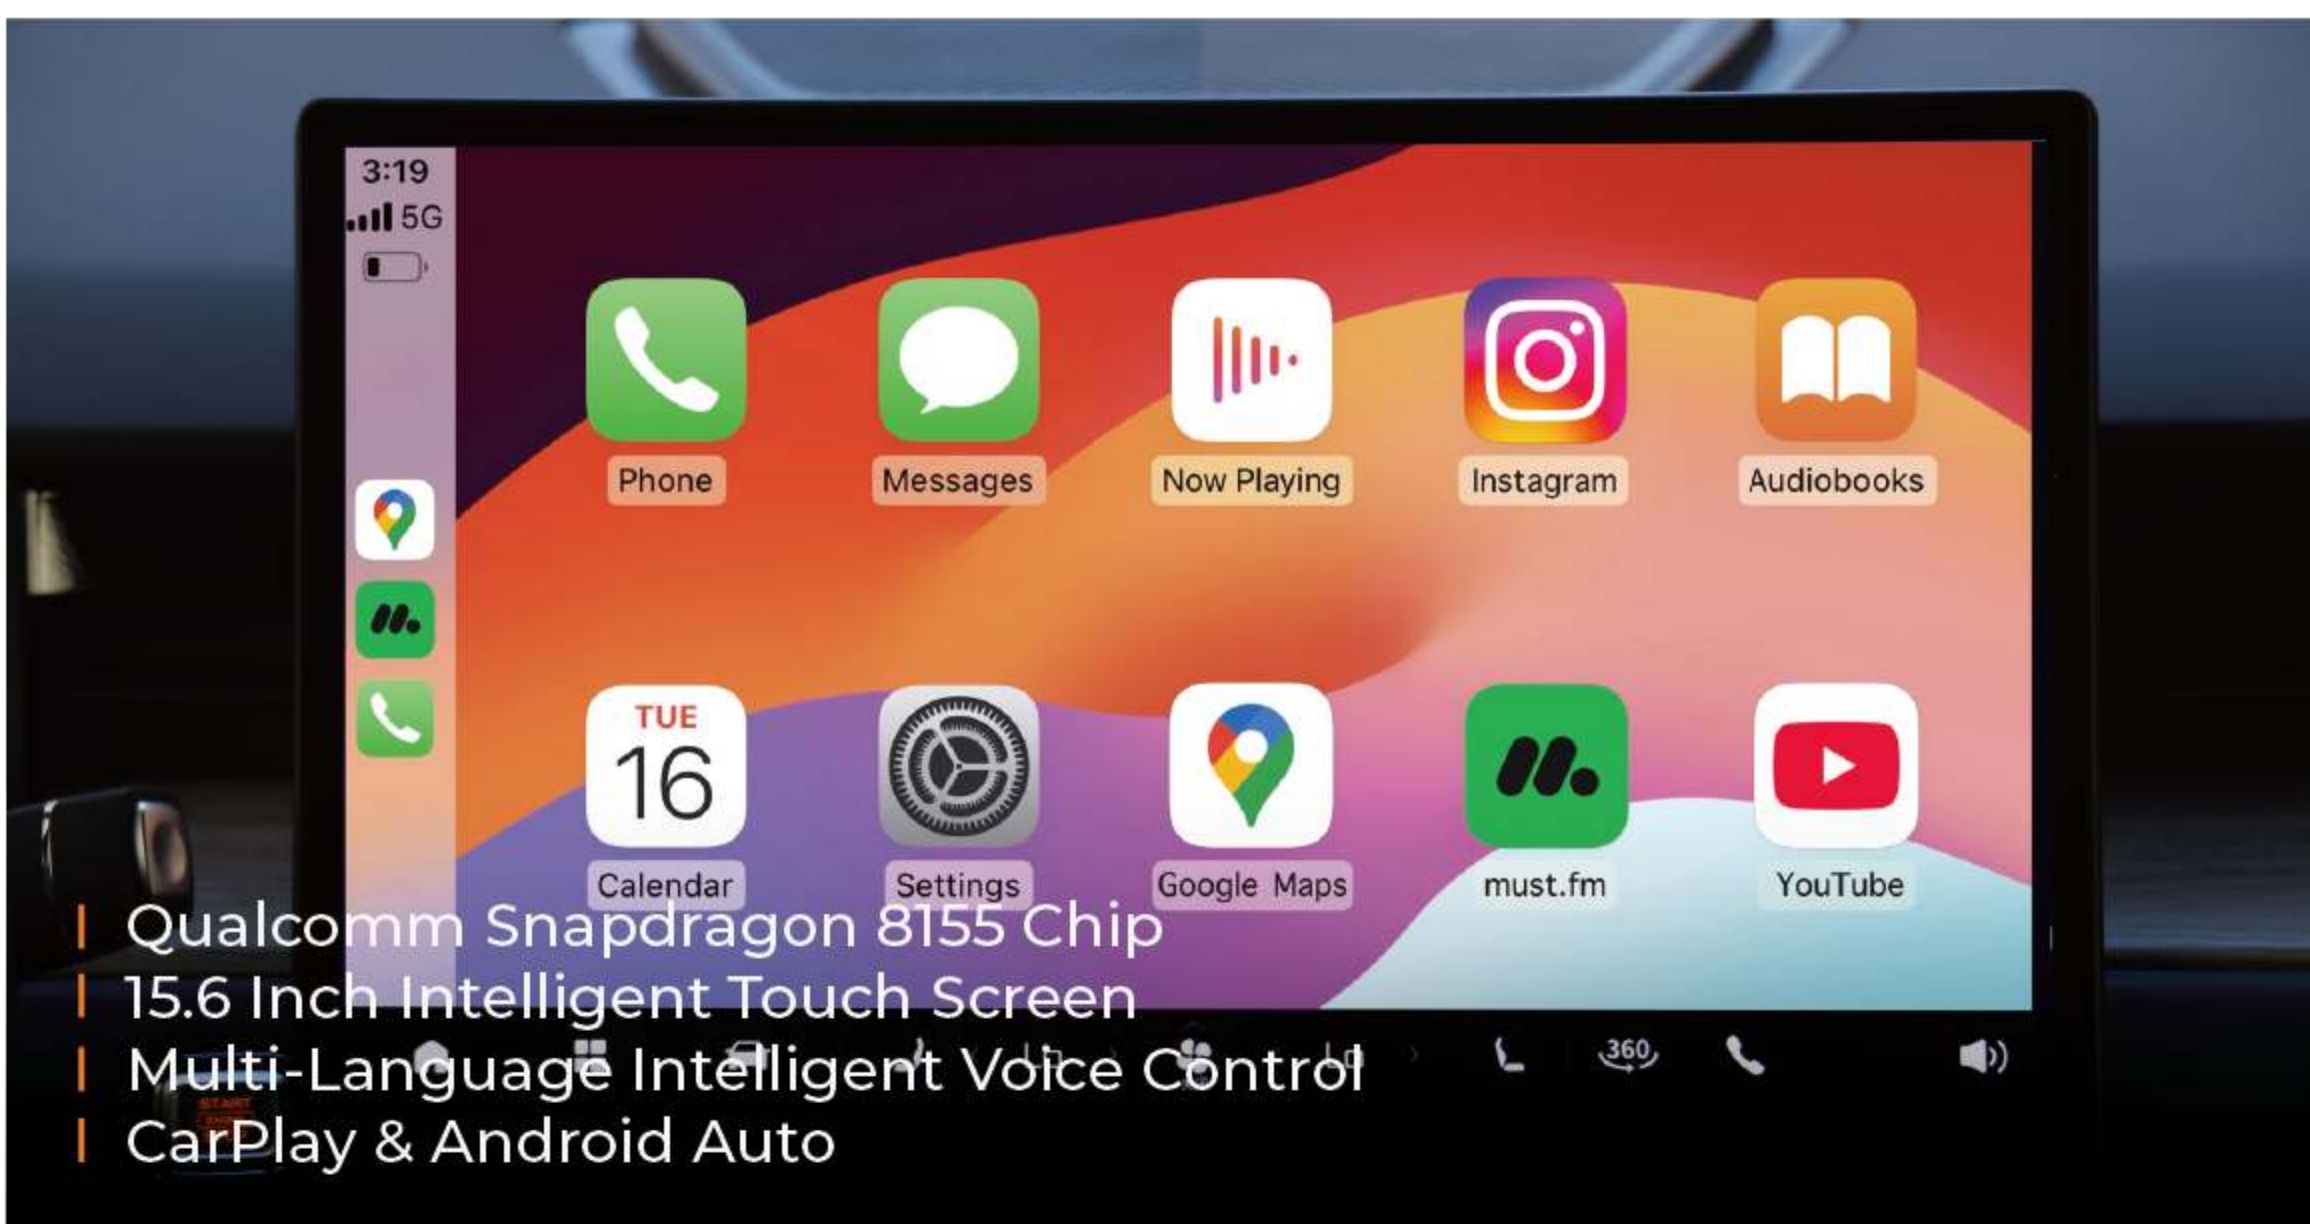 3:19
5G
Phone
Messages
Now Playing
Instagram
Audiobooks
TUE
16
Calendar
Settings
Google Maps
must.fm
YouTube
Qualcomm Snapdragon 8155 Chip
15.6 Inch Intelligent Touch Screen
Multi-Language Intelligent Voice Control
CarPlay & Android Auto
360
START